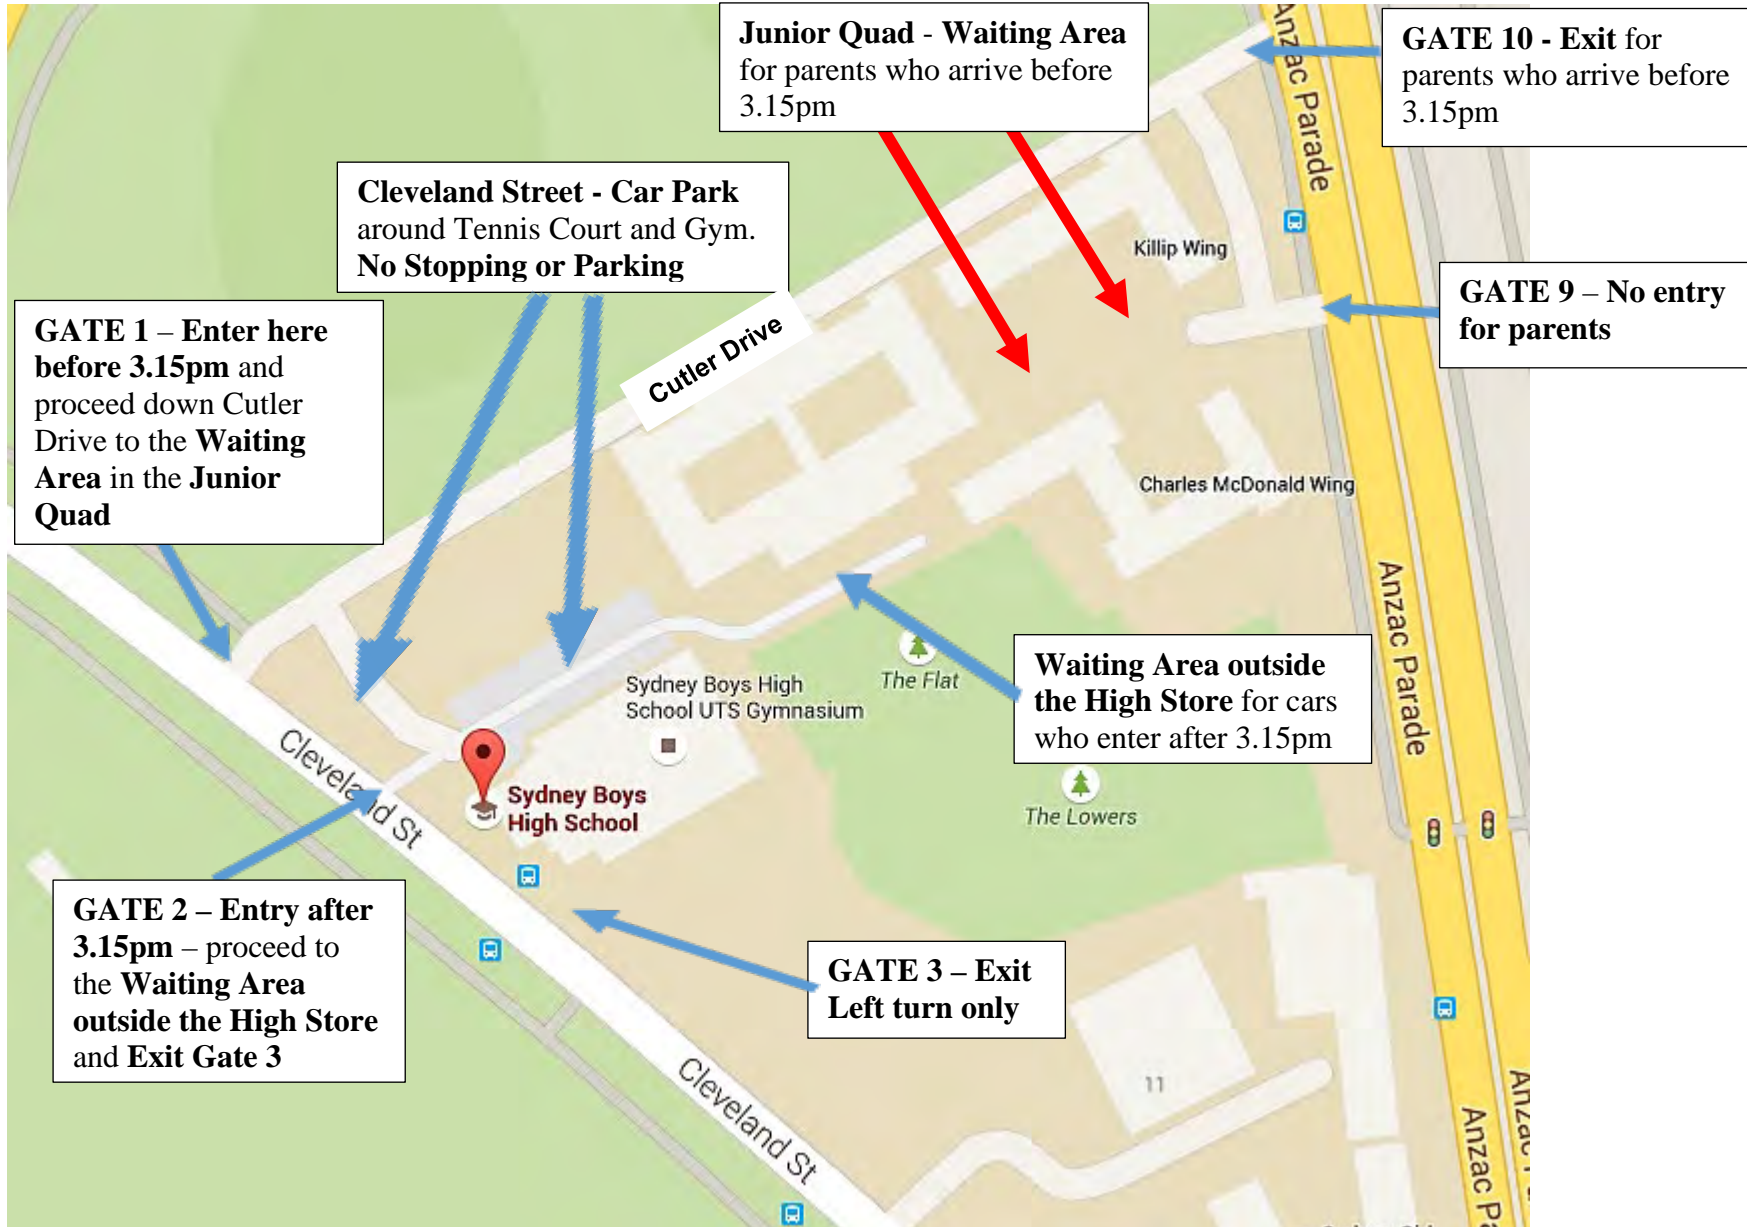 Junior Quad - Waiting Area
for parents who arrive before
3.15pm
GATE 10 - Exit for
parents who arrive before
3.15pm
Anzac Parade
Cleveland Street - Car Park
around Tennis Court and Gym.
No Stopping or Parking
Killip Wing
GATE 9 – No entry
for parents
GATE 1 – Enter here
before 3.15pm and
proceed down Cutler
Drive to the Waiting
Area in the Junior
Quad
Cutler Drive
Charles McDonald Wing
Anzac Parade
Waiting Area outside
the High Store for cars
who enter after 3.15pm
The Flat
Sydney Boys High
School UTS Gymnasium
Cleveland St
Sydney Boys
High School
The Lowers
GATE 2 – Entry after
3.15pm – proceed to
the Waiting Area
outside the High Store
and Exit Gate 3
GATE 3 – Exit
Left turn only
11
Cleveland St
Anzac Pa
Anzac